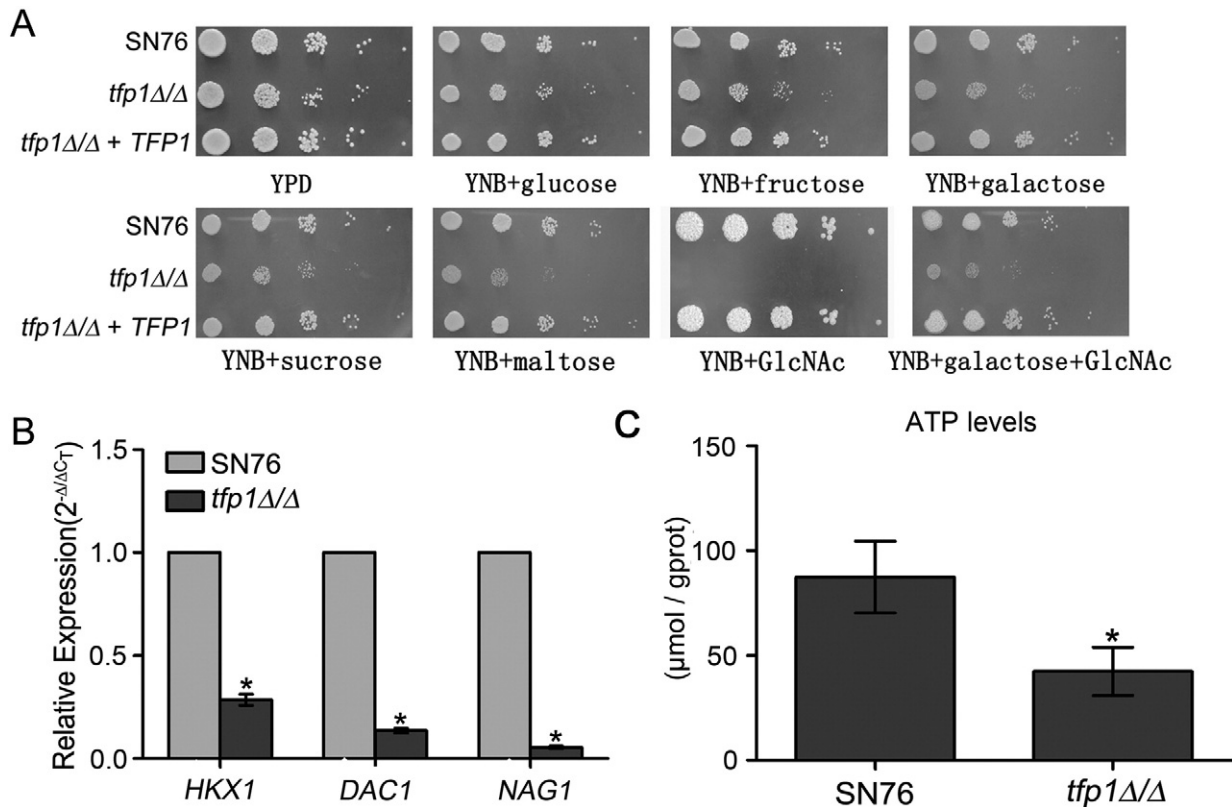 A
SN76
tfp1Δ/Δ
tfp1Δ/Δ + TFP1
YPD
YNB+glucose
YNB+fructose
YNB+galactose
SN76
tfp1Δ/Δ
tfp1Δ/Δ + TFP1
YNB+sucrose
YNB+maltose
YNB+GlcNAc
YNB+galactose+GlcNAc
B
Relative Expression(2-Δ/ΔCT)
1.5
1.0
0.5
0.0
SN76
tfp1Δ/Δ
*
*
*
HKX1
DAC1
NAG1
C
ATP levels
(μmol / gprot)
150
100
50
0
*
SN76
tfp1Δ/Δ